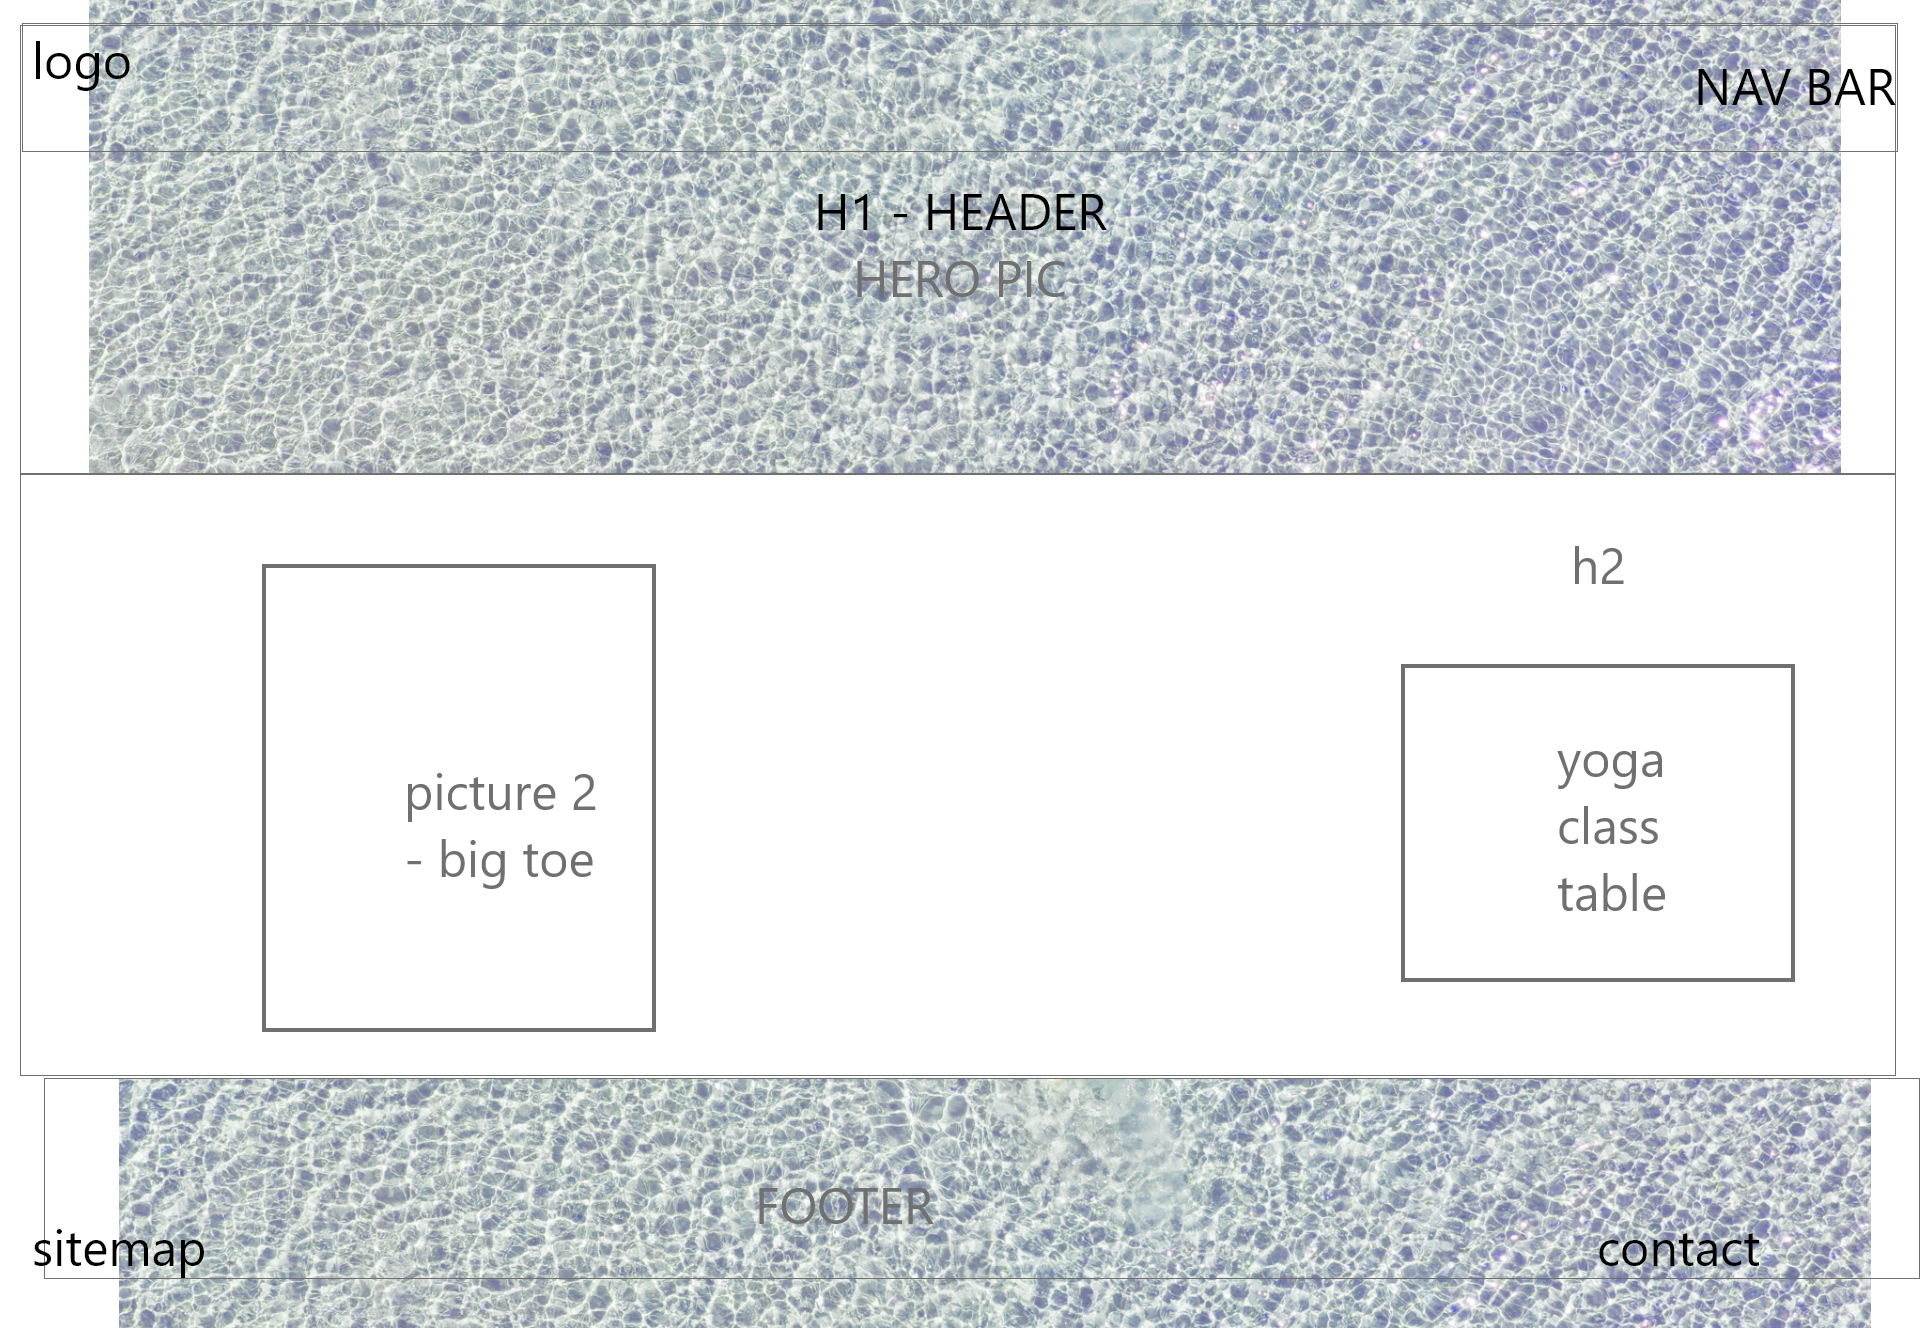 logo
NAV BAR
H1 - HEADER
HERO PIC
h2
picture 2
- big toe
yoga
class
table
FOOTER
sitemap
contact